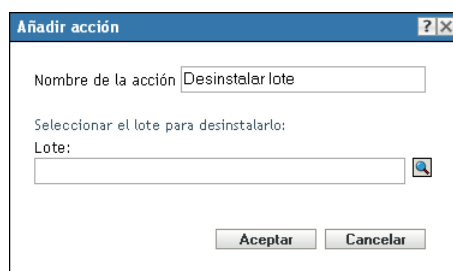 Añadir acción
Nombre de la acción Desinstalar lote
Seleccionar el lote para desinstalarlo:
Lote:
Aceptar Cancelar